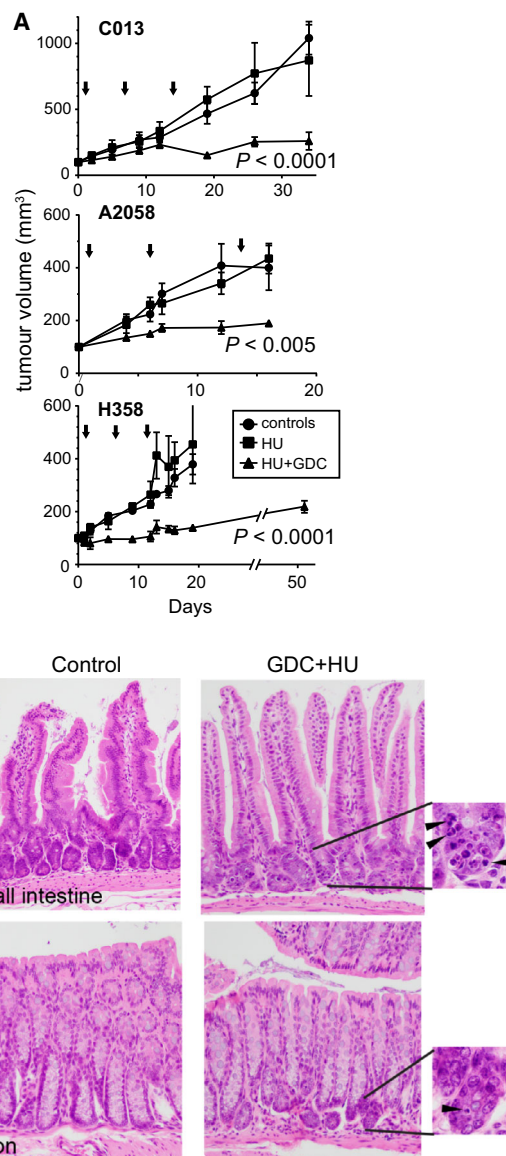 A
C013
1000
500
0
P < 0.0001
0 10 20 30
A2058
600
400
200
0
P < 0.005
0 10 20
H358
600
400
200
0
controls
HU
HU+GDC
P < 0.0001
0 10 20 50
Days
tumour volume (mm³)
Control GDC+HU
all intestine
on